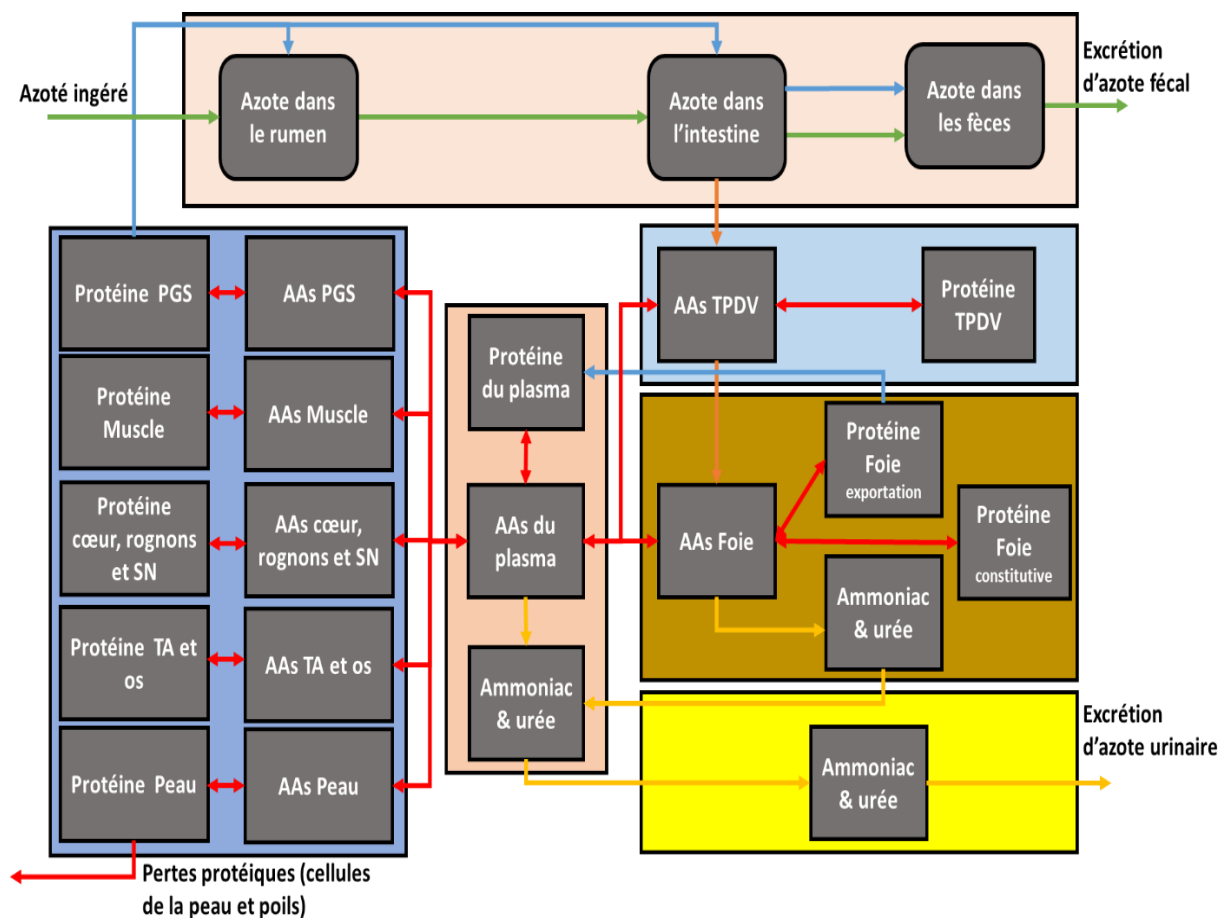 Azoté ingéré
Azote dans
le rumen
Azote dans
l'intestine
Azote dans
les fèces
Excrétion
d'azote fécal
Protéine PGS
AAs PGS
Protéine
Muscle
AAs Muscle
Protéine
cœur, rognons
et SN
AAs cœur,
rognons et SN
Protéine TA et
os
AAs TA et os
Protéine Peau
AAs Peau
Pertes protéiques (cellules
de la peau et poils)
Protéine
du plasma
AAs du
plasma
Ammoniac
& urée
AAs TPDV
Protéine
TPDV
AAs Foie
Protéine
Foie
exportation
Protéine
Foie
constitutive
Ammoniac
& urée
Ammoniac
& urée
Excrétion
d'azote urinaire